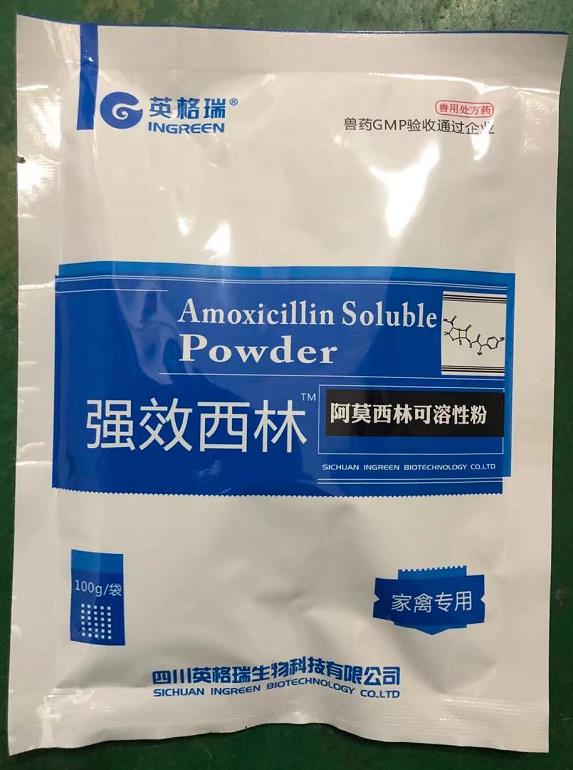 英格瑞®
INGREEN
兽用处方药
兽药GMP验收通过企业
Amoxicillin Soluble
Powder
强效西林™
阿莫西林可溶性粉
SICHUAN INGREEN BIOTECHNOLOGY CO.LTD
100g/袋
家禽专用
四川英格瑞生物科技有限公司
SICHUAN INGREEN BIOTECHNOLOGY CO.LTD